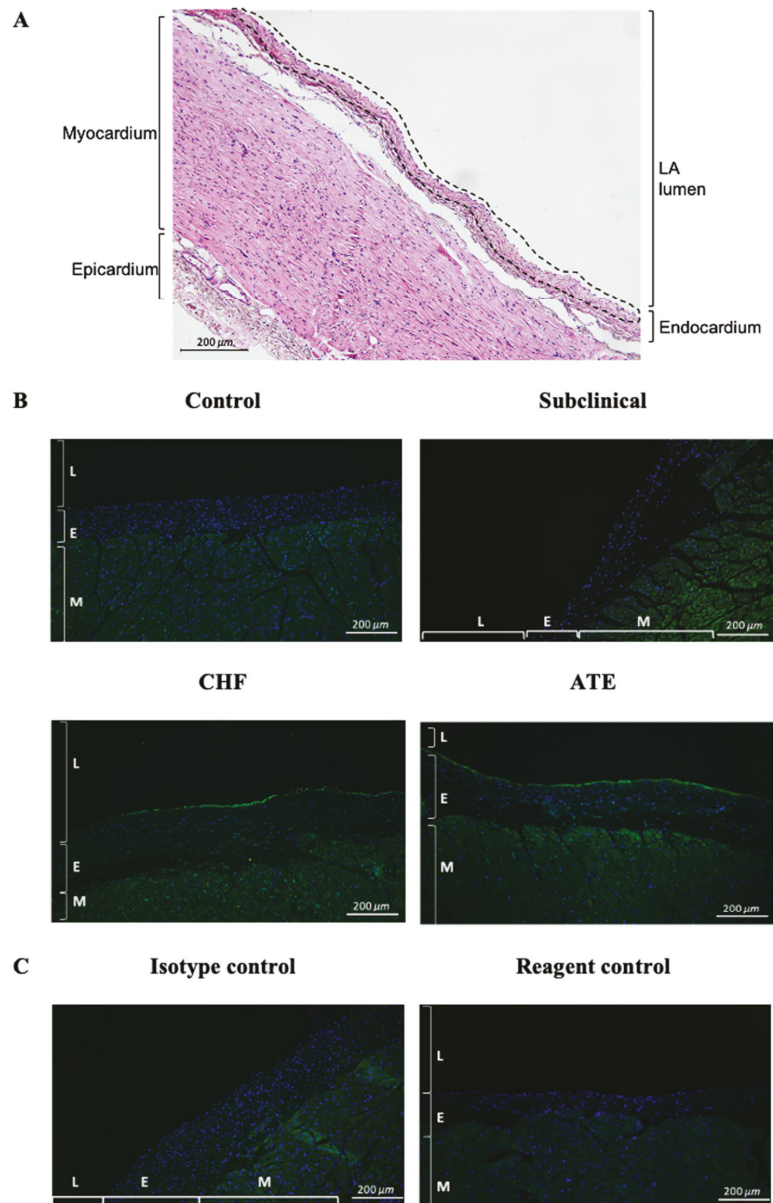 A
Myocardium
Epicardium
LA
lumen
Endocardium
200 µm
B
Control
Subclinical
L
E
M
200 µm
L E M 200 µm
CHF
ATE
L
E
M
200 µm
L
E
M
200 µm
C
Isotype control
Reagent control
L E M 200 µm
L
E
M
200 µm